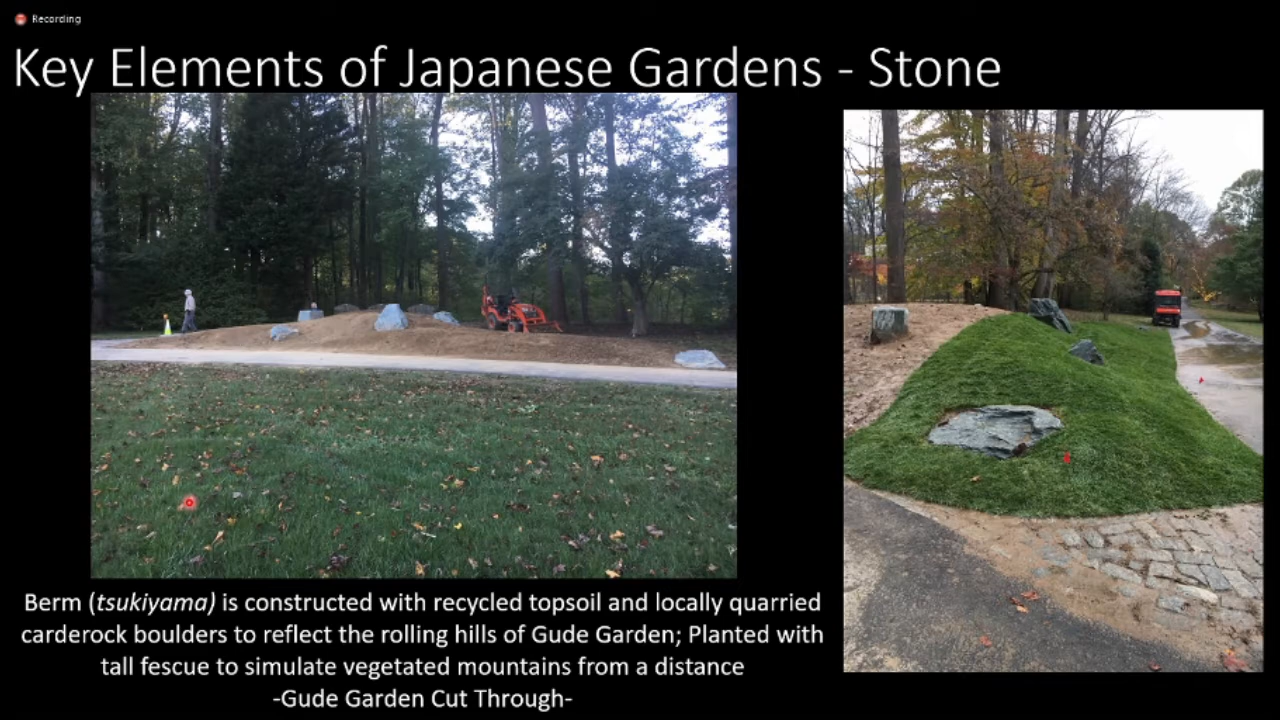 Recording
Key Elements of Japanese Gardens - Stone
Berm (tsukiyama) is constructed with recycled topsoil and locally quarried
carderock boulders to reflect the rolling hills of Gude Garden; Planted with
tall fescue to simulate vegetated mountains from a distance
-Gude Garden Cut Through-